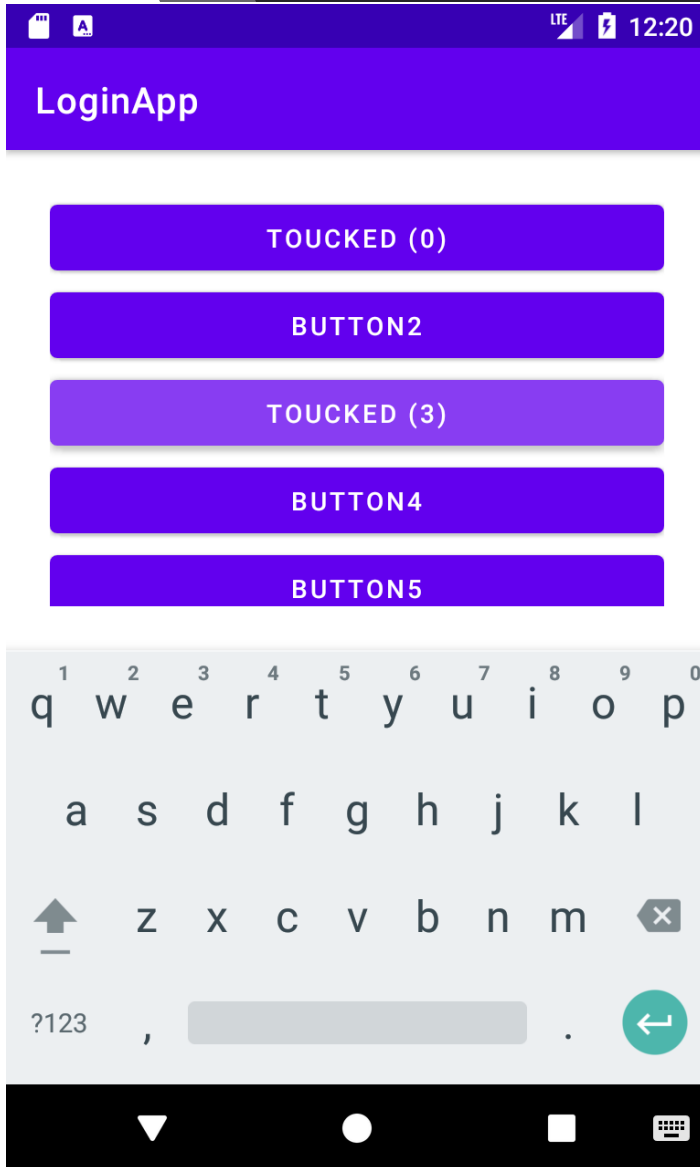 LTE 12:20
LoginApp
TOUCKED (0)
BUTTON2
TOUCKED (3)
BUTTON4
BUTTON5
1 2 3 4 5 6 7 8 9 0
q w e r t y u i o p
a s d f g h j k l
z x c v b n m
?123 , .